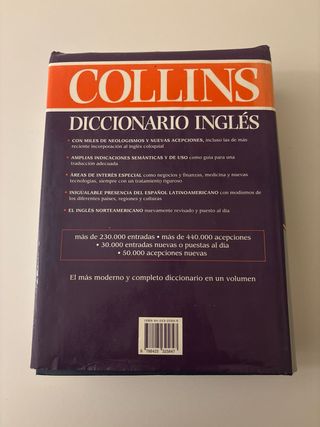 COLLINS
DICCIONARIO INGLÉS
• CON MILES DE NEOLOGISMOS Y NUEVAS ACEPCIONES, incluso las de más
reciente incorporación al inglés coloquial
• AMPLIAS INDICACIONES SEMÁNTICAS Y DE USO como guía para una
traducción adecuada
• ÁREAS DE INTERÉS ESPECIAL como negocios y finanzas, medicina y nuevas
tecnologías, siempre con un tratamiento riguroso
• INIGUALABLE PRESENCIA DEL ESPAÑOL LATINOAMERICANO con modismos de
los diferentes países, regiones y culturas
• EL INGLÉS NORTEAMERICANO nuevamente revisado y puesto al día
más de 230.000 entradas • más de 440.000 acepciones
• 30.000 entradas nuevas o puestas al día
• 50.000 acepciones nuevas
El más moderno y completo diccionario en un volumen